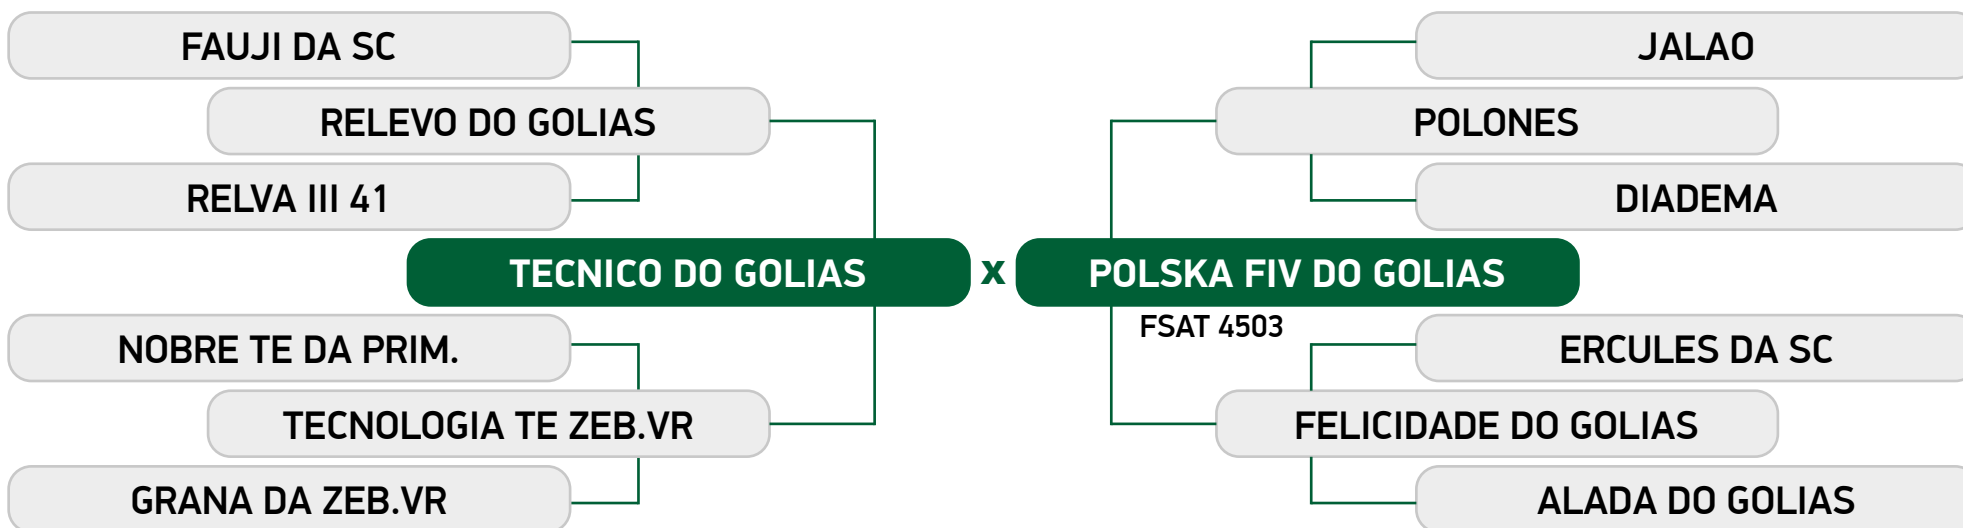 FAUJI DA SC
JALAO
RELEVO DO GOLIAS
POLONES
RELVA III 41
DIADEMA
TECNICO DO GOLIAS x POLSKA FIV DO GOLIAS
FSAT 4503
NOBRE TE DA PRIM.
ERCULES DA SC
TECNOLOGIA TE ZEB.VR
FELICIDADE DO GOLIAS
GRANA DA ZEB.VR
ALADA DO GOLIAS